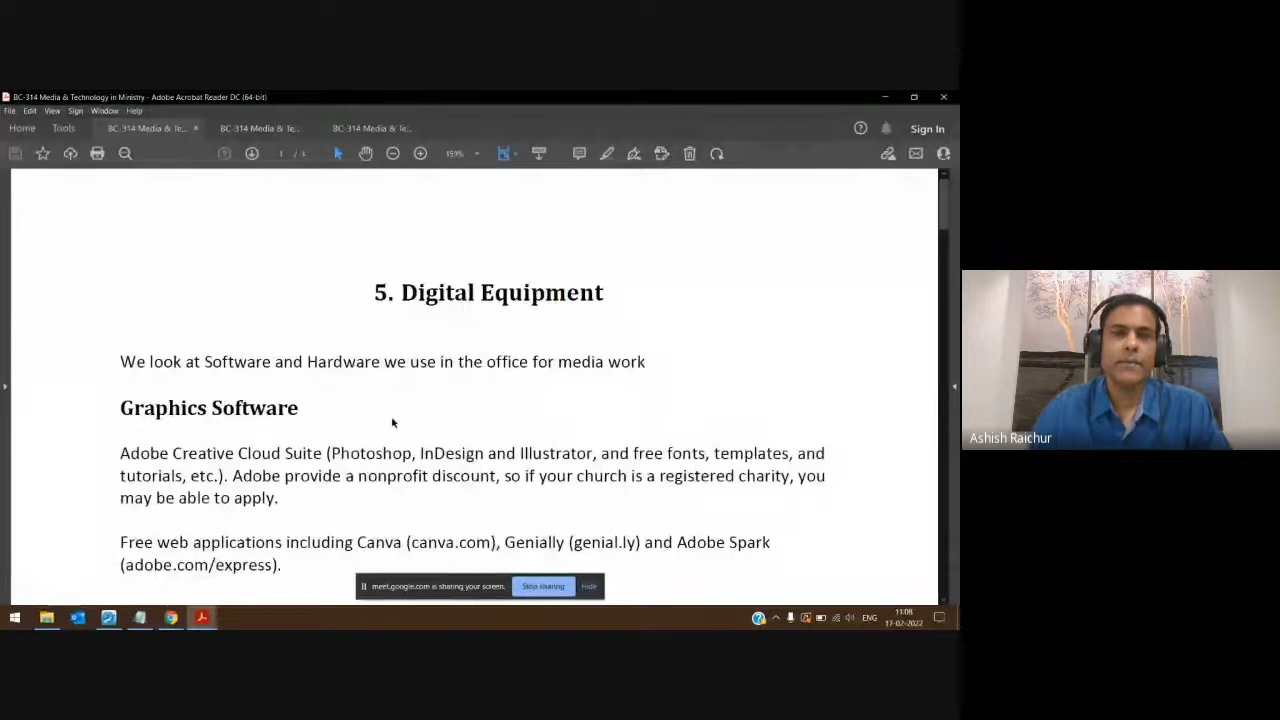 BC-314 Media & Technology in Ministry - Adobe Acrobat Reader DC (64-bit)
File Edit View Sign Window Help
Home Tools BC-314 Media & Te... × BC-314 Media & Te... BC-314 Media & Te... Sign In
1 / 159%
5. Digital Equipment
We look at Software and Hardware we use in the office for media work
Graphics Software
Adobe Creative Cloud Suite (Photoshop, InDesign and Illustrator, and free fonts, templates, and
tutorials, etc.). Adobe provide a nonprofit discount, so if your church is a registered charity, you
may be able to apply.
Free web applications including Canva (canva.com), Genially (genial.ly) and Adobe Spark
(adobe.com/express).
meet.google.com is sharing your screen. Stop sharing Hide
ENG 11:08
17-02-2022
Ashish Raichur